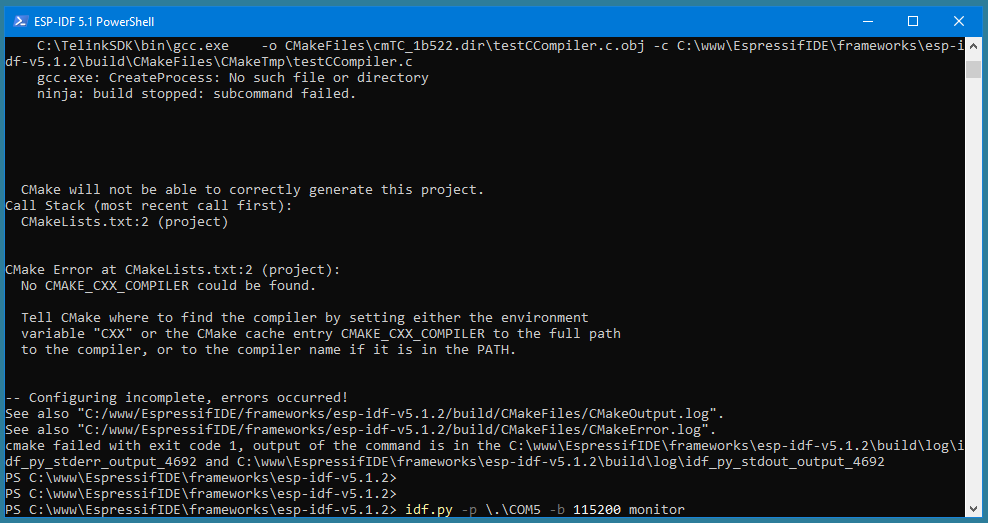 ESP-IDF 5.1 PowerShell
C:\TelinkSDK\bin\gcc.exe    -o CMakeFiles\cmTC_1b522.dir\testCCompiler.c.obj -c C:\www\EspressifIDE\frameworks\esp-i
df-v5.1.2\build\CMakeFiles\CMakeTmp\testCCompiler.c
gcc.exe: CreateProcess: No such file or directory
ninja: build stopped: subcommand failed.
CMake will not be able to correctly generate this project.
Call Stack (most recent call first):
CMakeLists.txt:2 (project)
CMake Error at CMakeLists.txt:2 (project):
No CMAKE_CXX_COMPILER could be found.
Tell CMake where to find the compiler by setting either the environment
variable "CXX" or the CMake cache entry CMAKE_CXX_COMPILER to the full path
to the compiler, or to the compiler name if it is in the PATH.
-- Configuring incomplete, errors occurred!
See also "C:/www/EspressifIDE/frameworks/esp-idf-v5.1.2/build/CMakeFiles/CMakeOutput.log".
See also "C:/www/EspressifIDE/frameworks/esp-idf-v5.1.2/build/CMakeFiles/CMakeError.log".
cmake failed with exit code 1, output of the command is in the C:\www\EspressifIDE\frameworks\esp-idf-v5.1.2\build\log\i
df_py_stderr_output_4692 and C:\www\EspressifIDE\frameworks\esp-idf-v5.1.2\build\log\idf_py_stdout_output_4692
PS C:\www\EspressifIDE\frameworks\esp-idf-v5.1.2>
PS C:\www\EspressifIDE\frameworks\esp-idf-v5.1.2>
PS C:\www\EspressifIDE\frameworks\esp-idf-v5.1.2> idf.py -p \.\COM5 -b 115200 monitor